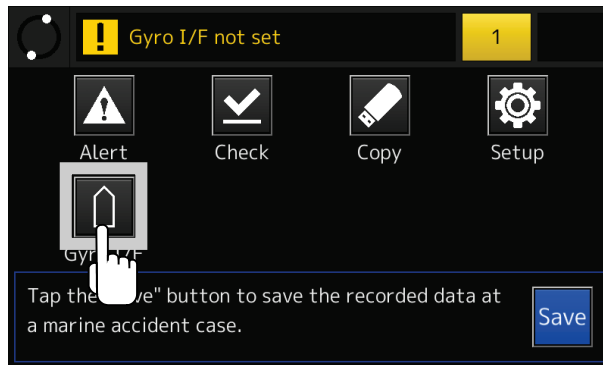 Gyro I/F not set
1
Alert
Check
Copy
Setup
I/F
Tap the "Save" button to save the recorded data at
a marine accident case.
Save